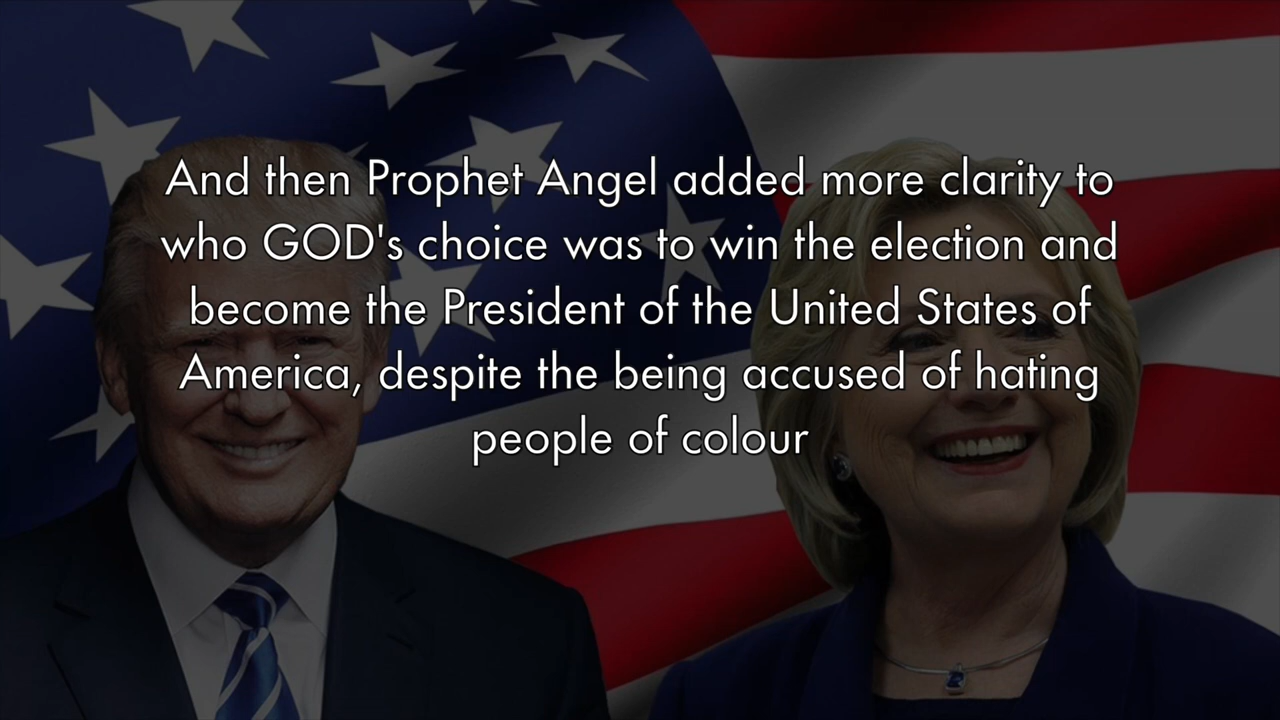 And then Prophet Angel added more clarity to
who GOD's choice was to win the election and
become the President of the United States of
America, despite the being accused of hating
people of colour